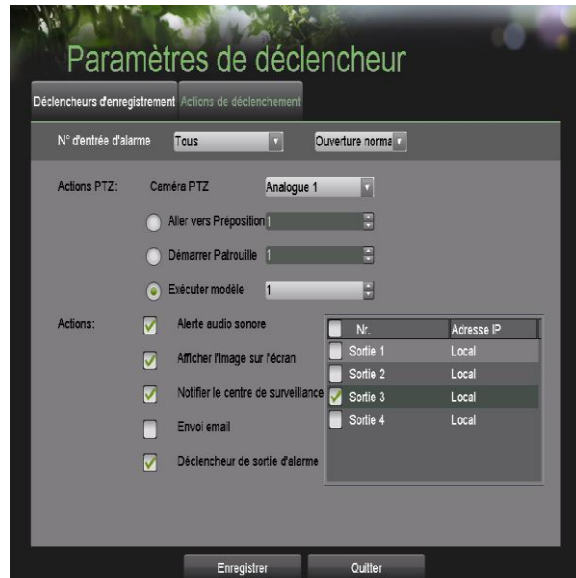 Paramètres de déclencheur
Déclencheurs d'enregistrement Actions de déclenchement
N° d'entrée d'alarme Tous Ouverture norma
Actions PTZ: Caméra PTZ Analogue 1
Aller vers Préposition 1
Démarrer Patrouille 1
Exécuter modèle 1
Actions: Alerte audio sonore
Afficher l'Image sur l'écran
Notifier le centre de surveillance
Envoi email
Déclencheur de sortie d'alarme
Nr. Adresse IP
Sortie 1 Local
Sortie 2 Local
Sortie 3 Local
Sortie 4 Local
Enregistrer Quitter